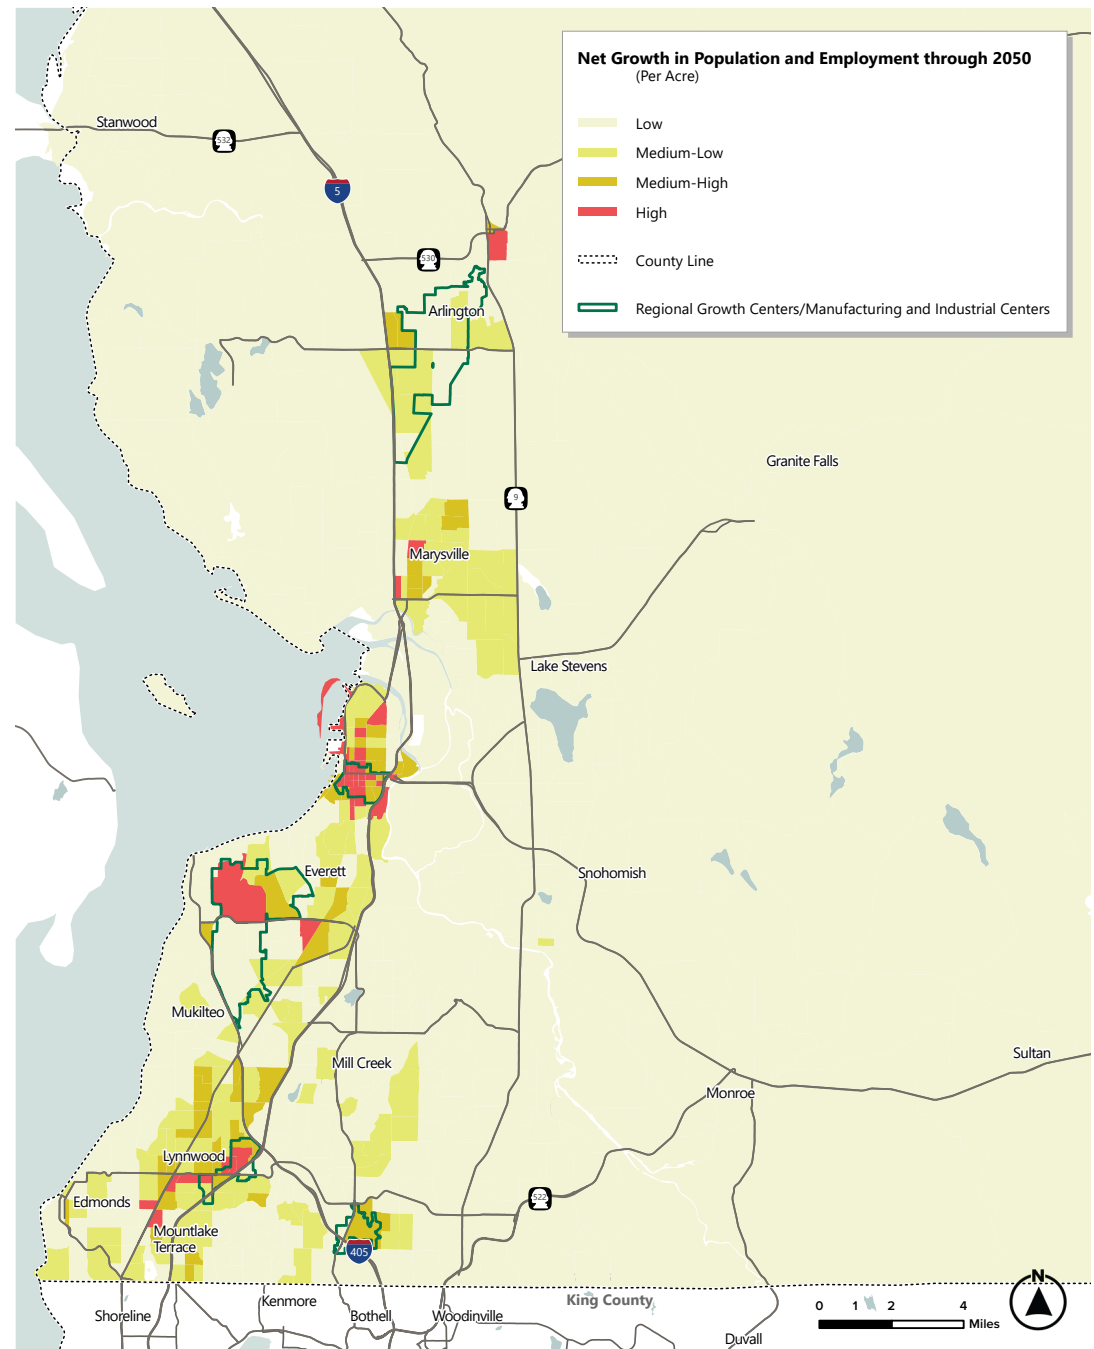 Net Growth in Population and Employment through 2050
(Per Acre)
Low
Medium-Low
Medium-High
High
County Line
Regional Growth Centers/Manufacturing and Industrial Centers
Stanwood
532
5
530
Arlington
Granite Falls
9
Marysville
Lake Stevens
Everett
Snohomish
Mukilteo
Mill Creek
Sultan
Monroe
Lynnwood
522
Edmonds
Mountlake
Terrace
405
King County
Kenmore
Shoreline
Bothell
Woodinville
Duvall
N
0 1 2 4
Miles